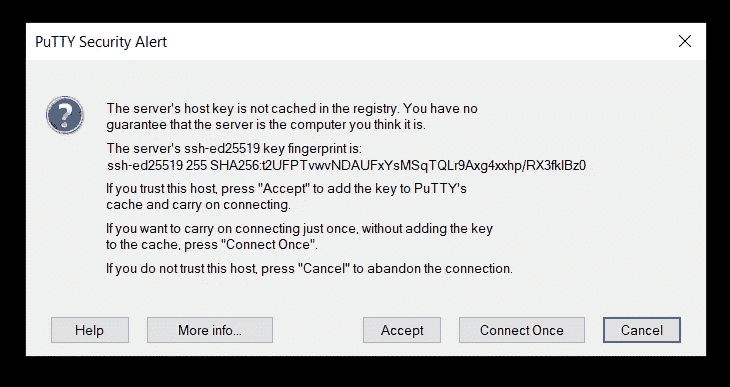 PuTTY Security Alert
The server's host key is not cached in the registry. You have no
guarantee that the server is the computer you think it is.
The server's ssh-ed25519 key fingerprint is:
ssh-ed25519 255 SHA256:t2UFPTvwvNDAUFxYsMSqTQLr9Axg4xxhp/RX3fklBz0
If you trust this host, press "Accept" to add the key to PuTTY's
cache and carry on connecting.
If you want to carry on connecting just once, without adding the key
to the cache, press "Connect Once".
If you do not trust this host, press "Cancel" to abandon the connection.
Help More info... Accept Connect Once Cancel